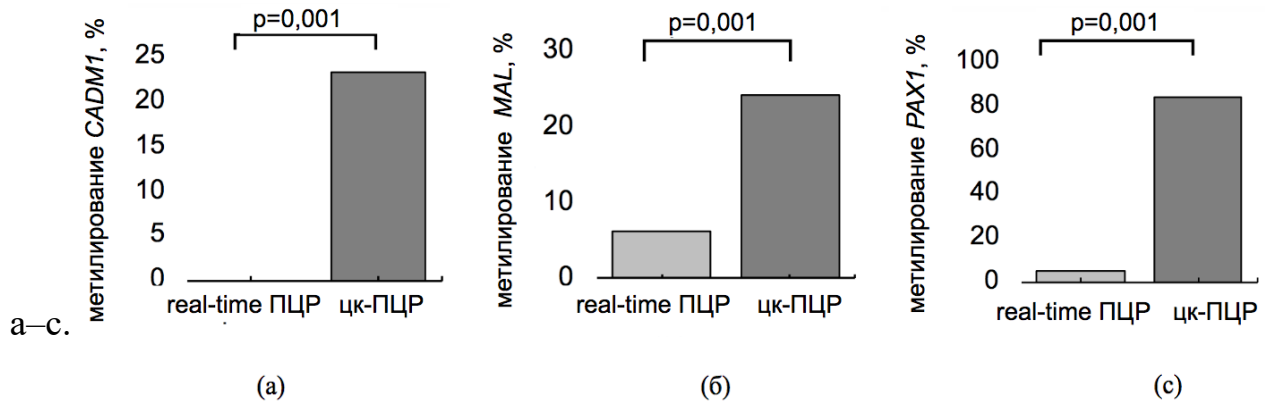 p=0,001
метилирование CADM1, %
25
20
15
10
5
0
real-time ПЦР цк-ПЦР
(а)
p=0,001
метилирование MAL, %
30
20
10
0
real-time ПЦР цк-ПЦР
(б)
p=0,001
метилирование PAX1, %
100
80
60
40
20
0
real-time ПЦР цк-ПЦР
(с)
а–с.